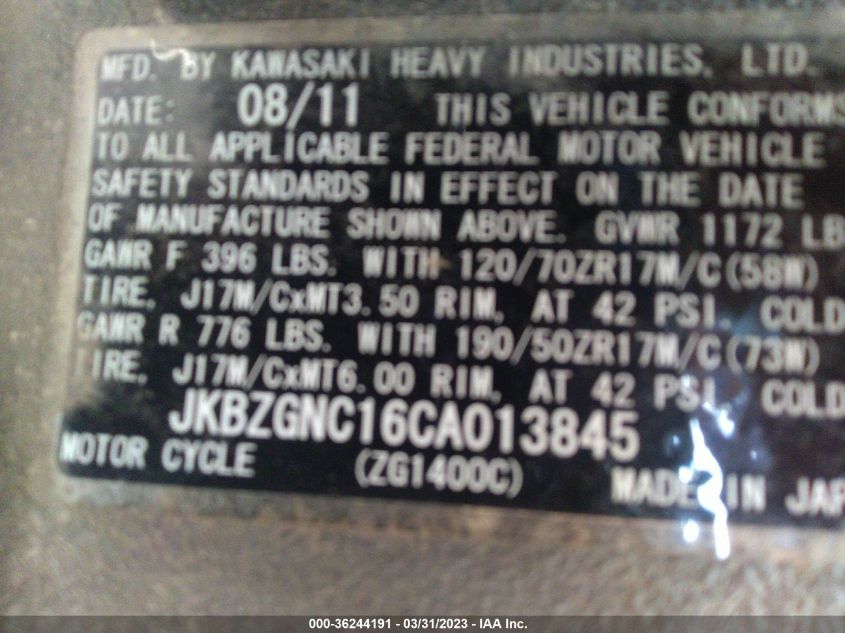 MFD. BY KAWASAKI HEAVY INDUSTRIES, LTD.
DATE: 08/11 THIS VEHICLE CONFORMS
TO ALL APPLICABLE FEDERAL MOTOR VEHICLE
SAFETY STANDARDS IN EFFECT ON THE DATE
OF MANUFACTURE SHOWN ABOVE. GVWR 1172 LB
GAWR F 396 LBS. WITH 120/70ZR17M/C(58W)
TIRE, J17M/CxMT3.50 RIM, AT 42 PSI. COLD
GAWR R 776 LBS. WITH 190/50ZR17M/C(73W)
TIRE, J17M/CxMT6.00 RIM, AT 42 PSI. COLD
JKBZGNC16CA013845
MOTOR CYCLE (ZG1400C) MADE IN JAP
000-36244191 - 03/31/2023 - IAA Inc.